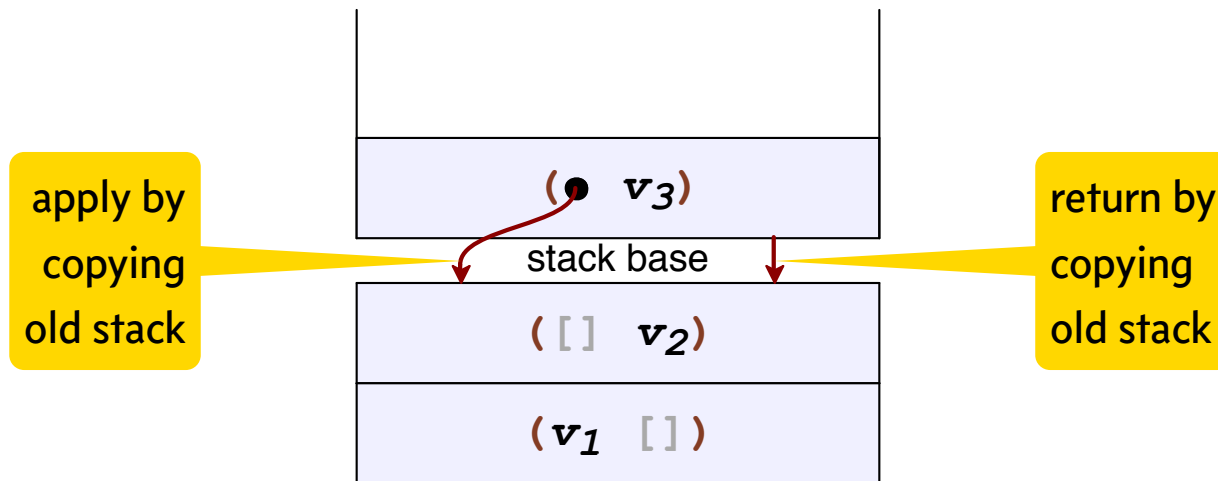 ( v3)
apply by
copying
old stack
stack base
return by
copying
old stack
([] v2)
(v1 [])